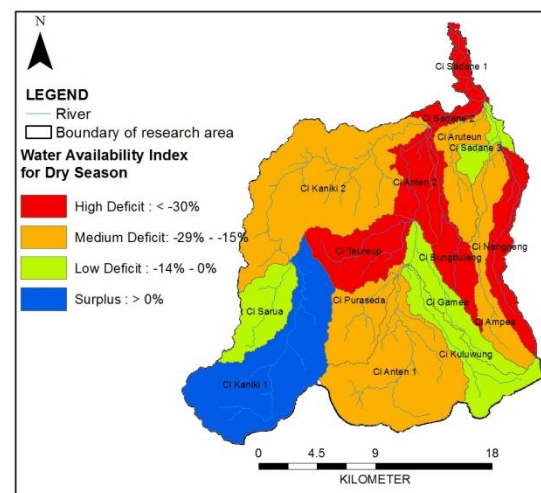 N
LEGEND
River
Boundary of research area
Water Availability Index
for Dry Season
High Deficit : < -30%
Medium Deficit: -29% - -15%
Low Deficit: -14% - 0%
Surplus : > 0%
Ci Sadane 1
Ci Sadane 2
Ci Aruteun
Ci Sadane 3
Ci Kaniki 2
Ci Anten 2
Ci Nangneng
Ci Teureup
Ci Bungbulang
Ci Puraseda
Ci Gamea
Ci Sarua
Ci Ampea
Ci Kuluwung
Ci Anten 1
Ci Kaniki 1
0 4.5 9 18
KILOMETER